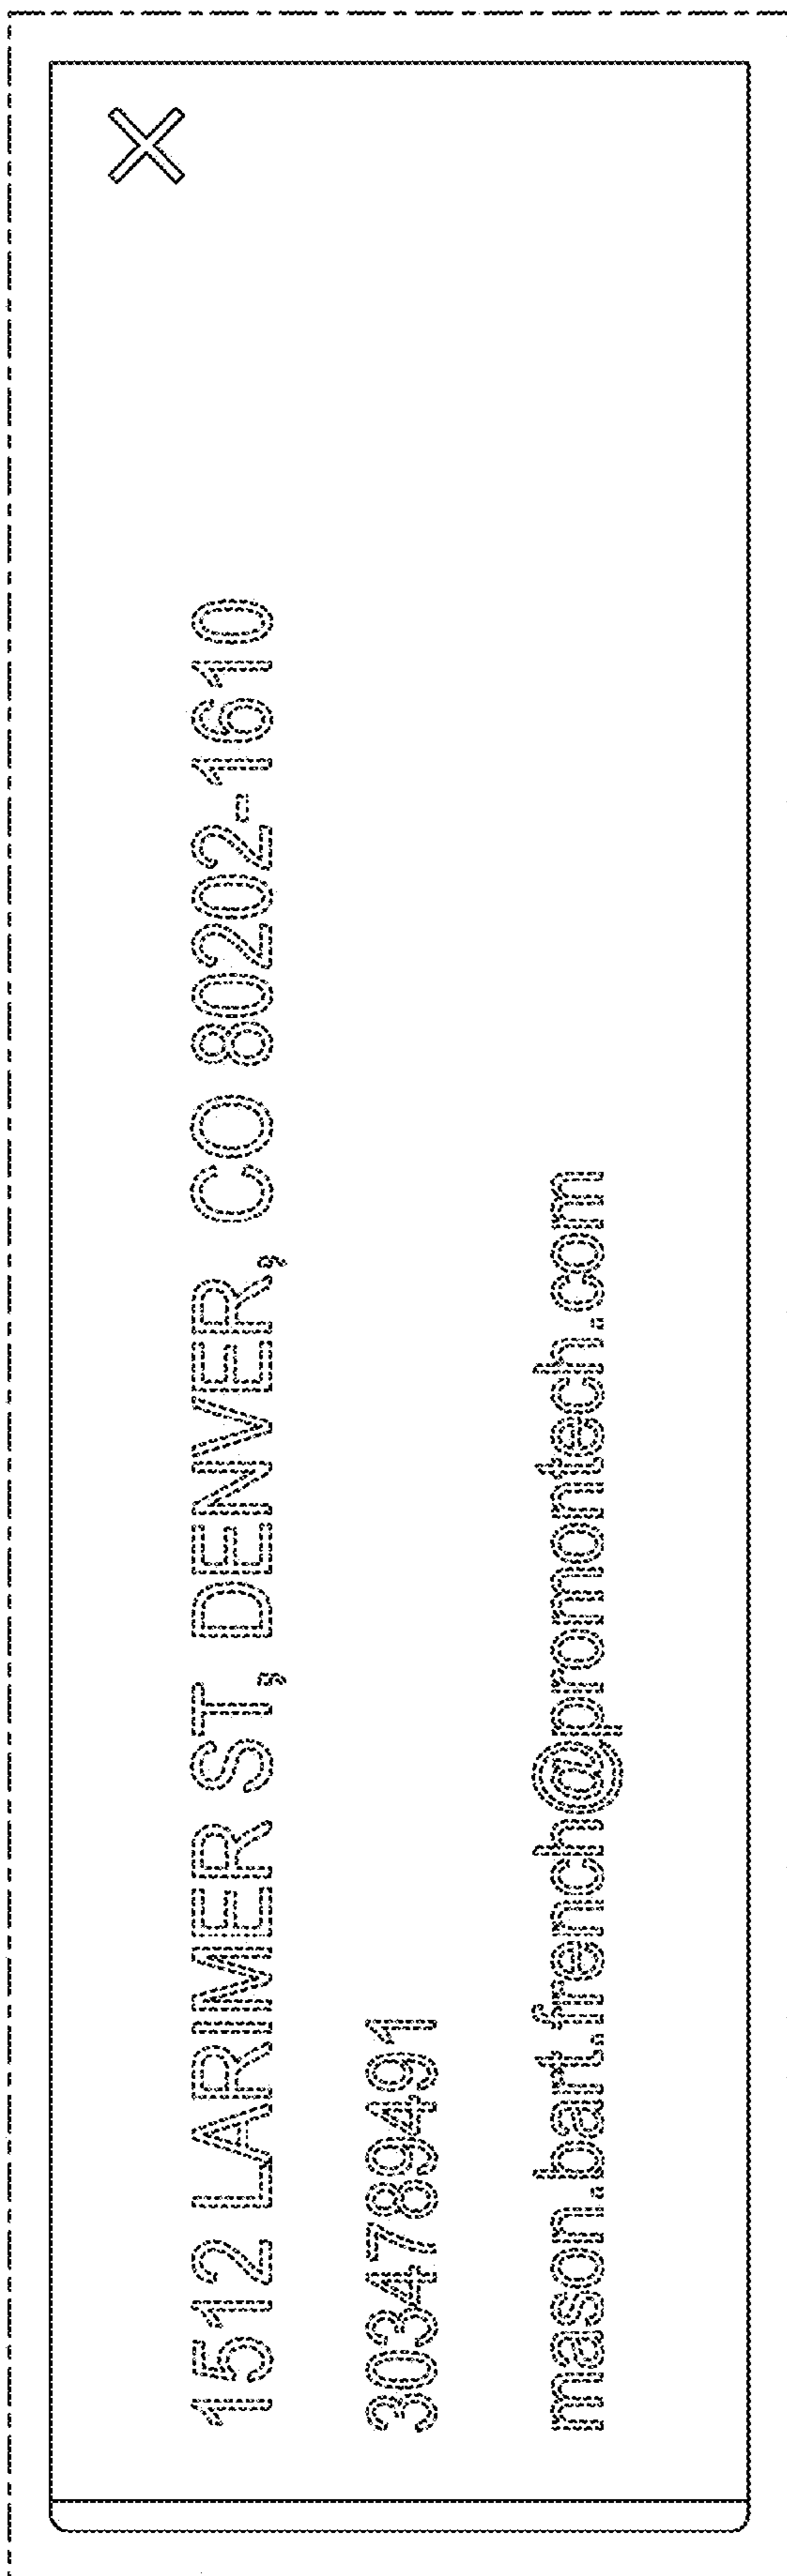 1512 LARIMER ST, DENVER, CO 80202-1610
3034789491
mason.bart.french@promontech.com